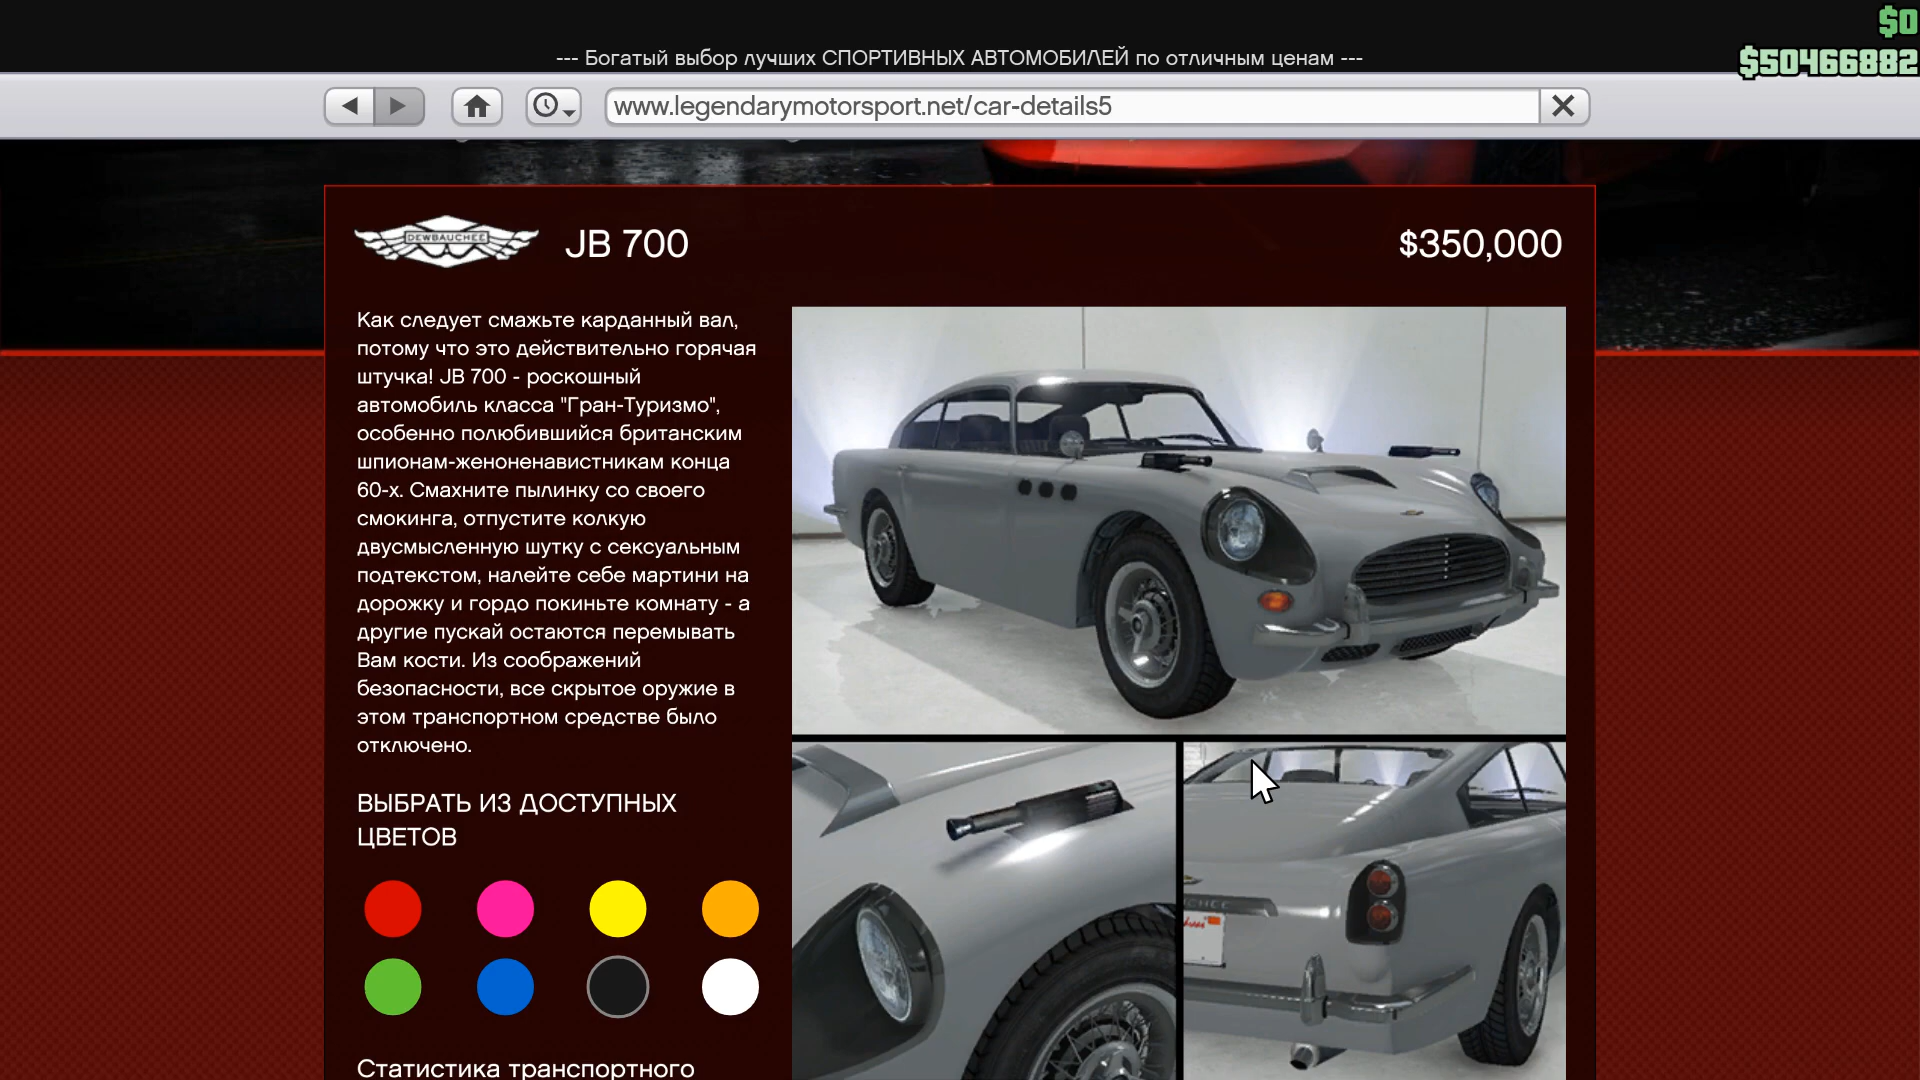 $0
$50466882
--- Богатый выбор лучших СПОРТИВНЫХ АВТОМОБИЛЕЙ по отличным ценам ---
www.legendarymotorsport.net/car-details5
DEWBAUCHEE
JB 700
$350,000
Как следует смажьте карданный вал,
потому что это действительно горячая
штучка! JB 700 - роскошный
автомобиль класса "Гран-Туризмо",
особенно полюбившийся британским
шпионам-женоненавистникам конца
60-х. Смахните пылинку со своего
смокинга, отпустите колкую
двусмысленную шутку с сексуальным
подтекстом, налейте себе мартини на
дорожку и гордо покиньте комнату - а
другие пускай остаются перемывать
Вам кости. Из соображений
безопасности, все скрытое оружие в
этом транспортном средстве было
отключено.
ВЫБРАТЬ ИЗ ДОСТУПНЫХ
ЦВЕТОВ
Статистика транспортного